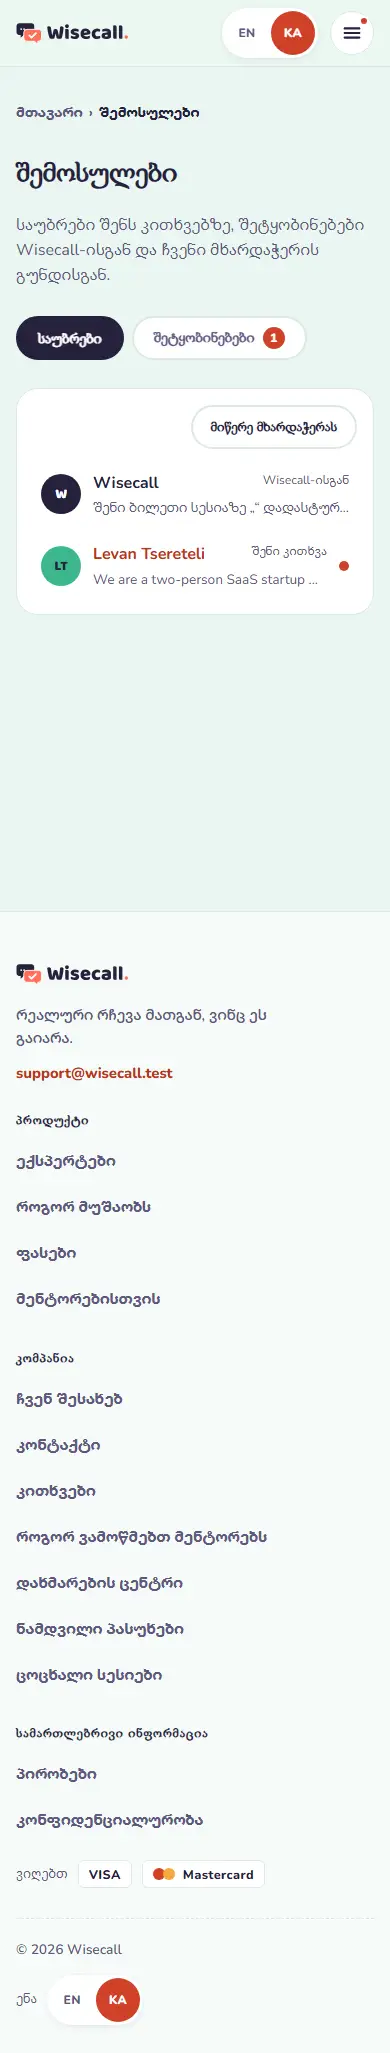 Wisecall.
EN KA
მთავარი › შემოსულები
შემოსულები
საუბრები შენს კითხვებზე, შეტყობინებები
Wisecall-ისგან და ჩვენი მხარდაჭერის
გუნდისგან.
საუბრები
შეტყობინებები 1
მიწერე მხარდაჭერას
W
Wisecall
Wisecall-ისგან
შენი ბილეთი სესიაზე „“ დადასტურ...
LT
Levan Tsereteli
შენი კითხვა
We are a two-person SaaS startup ...
Wisecall.
რეალური რჩევა მათგან, ვინც ეს
გაიარა.
support@wisecall.test
პროდუქტი
ექსპერტები
როგორ მუშაობს
ფასები
მენტორებისთვის
კომპანია
ჩვენ შესახებ
კონტაქტი
კითხვები
როგორ ვამოწმებთ მენტორებს
დახმარების ცენტრი
ნამდვილი პასუხები
ცოცხალი სესიები
სამართლებრივი ინფორმაცია
პირობები
კონფიდენციალურობა
ვიღებთ VISA Mastercard
© 2026 Wisecall
ენა EN KA